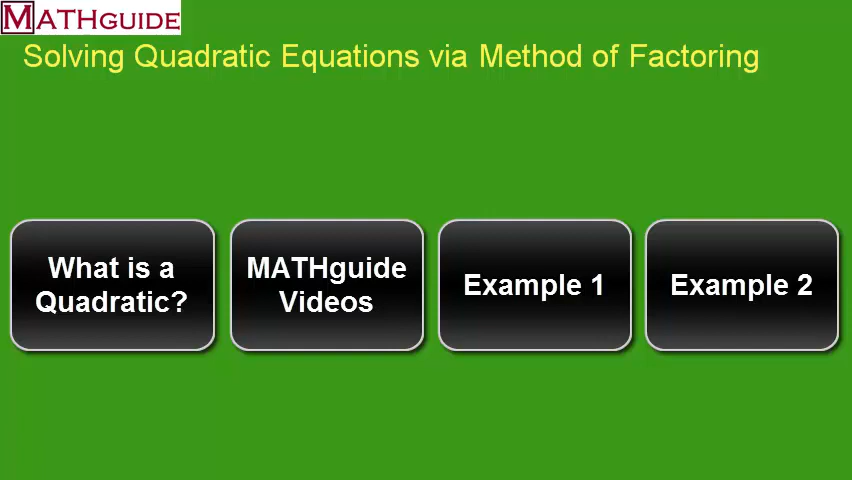 MATHGUIDE
Solving Quadratic Equations via Method of Factoring
What is a
Quadratic?
MATHguide
Videos
Example 1
Example 2